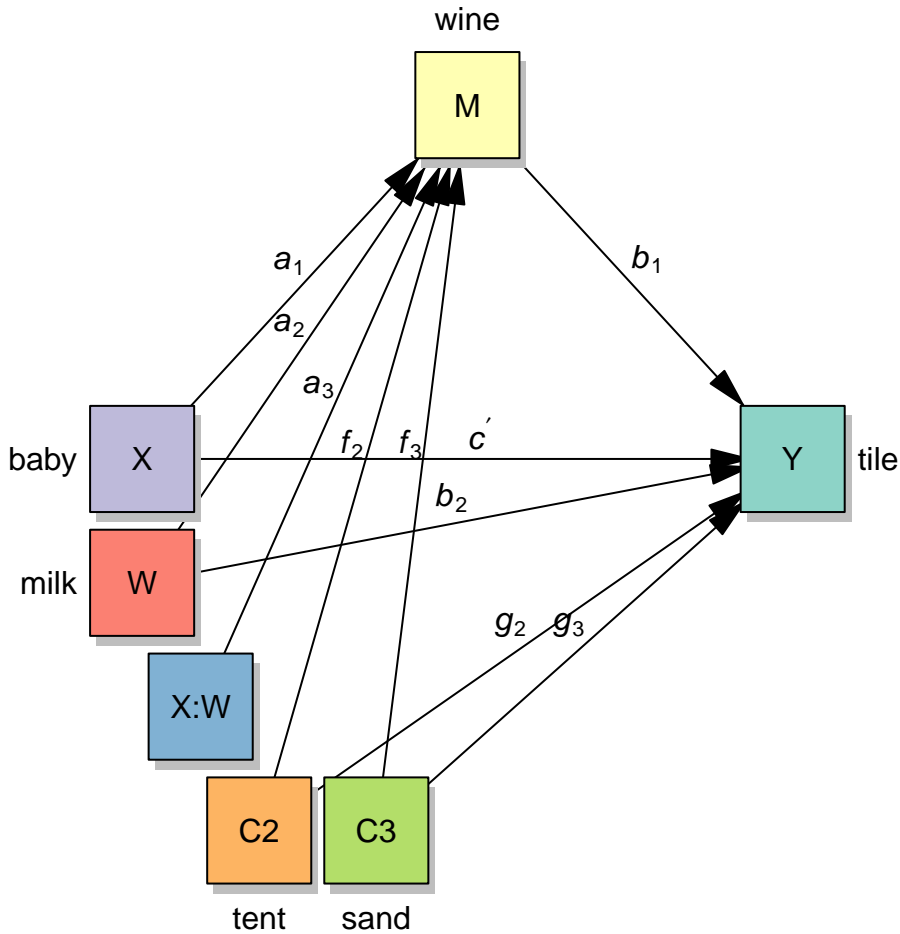 wine
M
a₁
b₁
a₂
a₃
f₂
f₃
c′
baby
X
Y
tile
b₂
milk
W
g₂
g₃
X:W
C2
C3
tent
sand